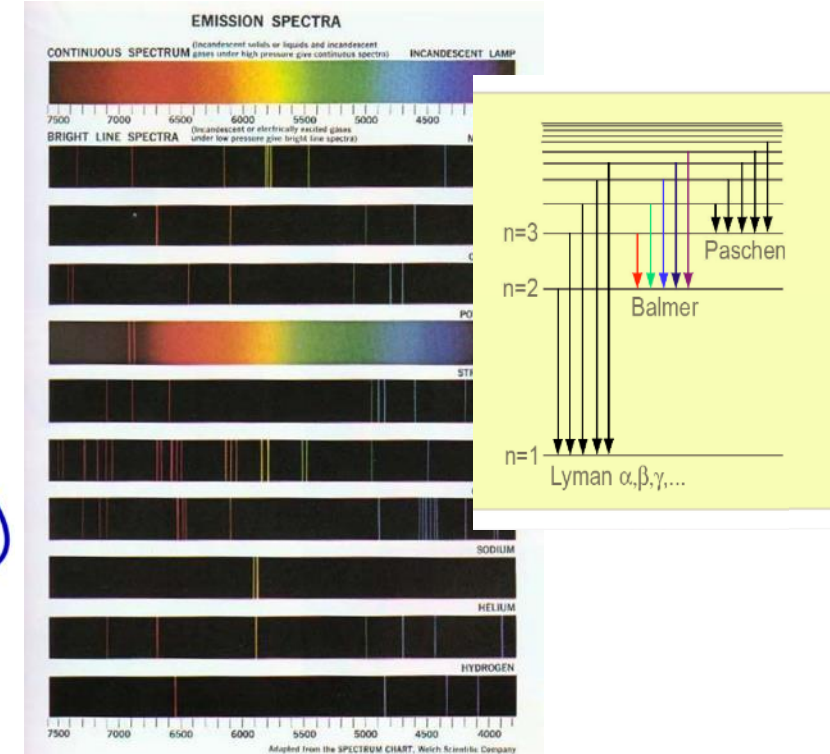 EMISSION SPECTRA
CONTINUOUS SPECTRUM (Incandescent solids or liquids and incandescent gases under high pressure give continuous spectra) INCANDESCENT LAMP
7500 7000 6500 6000 5500 5000 4500
BRIGHT LINE SPECTRA (Incandescent or electrically excited gases under low pressure give bright line spectra) M
PO
ST
SODIUM
HELIUM
HYDROGEN
7500 7000 6500 6000 5500 5000 4500 4000
Adapted from the SPECTRUM CHART, Welch Scientific Company
n=3
Paschen
n=2
Balmer
n=1
Lyman α,β,γ,...